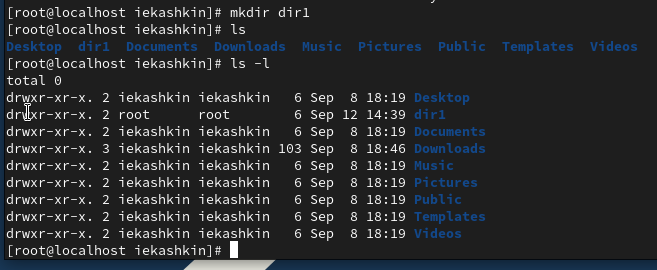 [root@localhost iekashkin]# mkdir dir1
[root@localhost iekashkin]# ls
Desktop  dir1  Documents  Downloads  Music  Pictures  Public  Templates  Videos
[root@localhost iekashkin]# ls -l
total 0
drwxr-xr-x. 2 iekashkin iekashkin   6 Sep  8 18:19 Desktop
drwxr-xr-x. 2 root      root        6 Sep 12 14:39 dir1
drwxr-xr-x. 2 iekashkin iekashkin   6 Sep  8 18:19 Documents
drwxr-xr-x. 3 iekashkin iekashkin 103 Sep  8 18:46 Downloads
drwxr-xr-x. 2 iekashkin iekashkin   6 Sep  8 18:19 Music
drwxr-xr-x. 2 iekashkin iekashkin   6 Sep  8 18:19 Pictures
drwxr-xr-x. 2 iekashkin iekashkin   6 Sep  8 18:19 Public
drwxr-xr-x. 2 iekashkin iekashkin   6 Sep  8 18:19 Templates
drwxr-xr-x. 2 iekashkin iekashkin   6 Sep  8 18:19 Videos
[root@localhost iekashkin]#